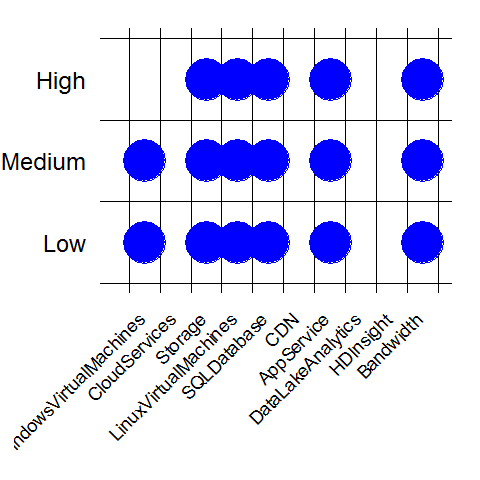 High
Medium
Low
ndowsVirtualMachines
CloudServices
Storage
LinuxVirtualMachines
SQLDatabase
CDN
AppService
DataLakeAnalytics
HDInsight
Bandwidth